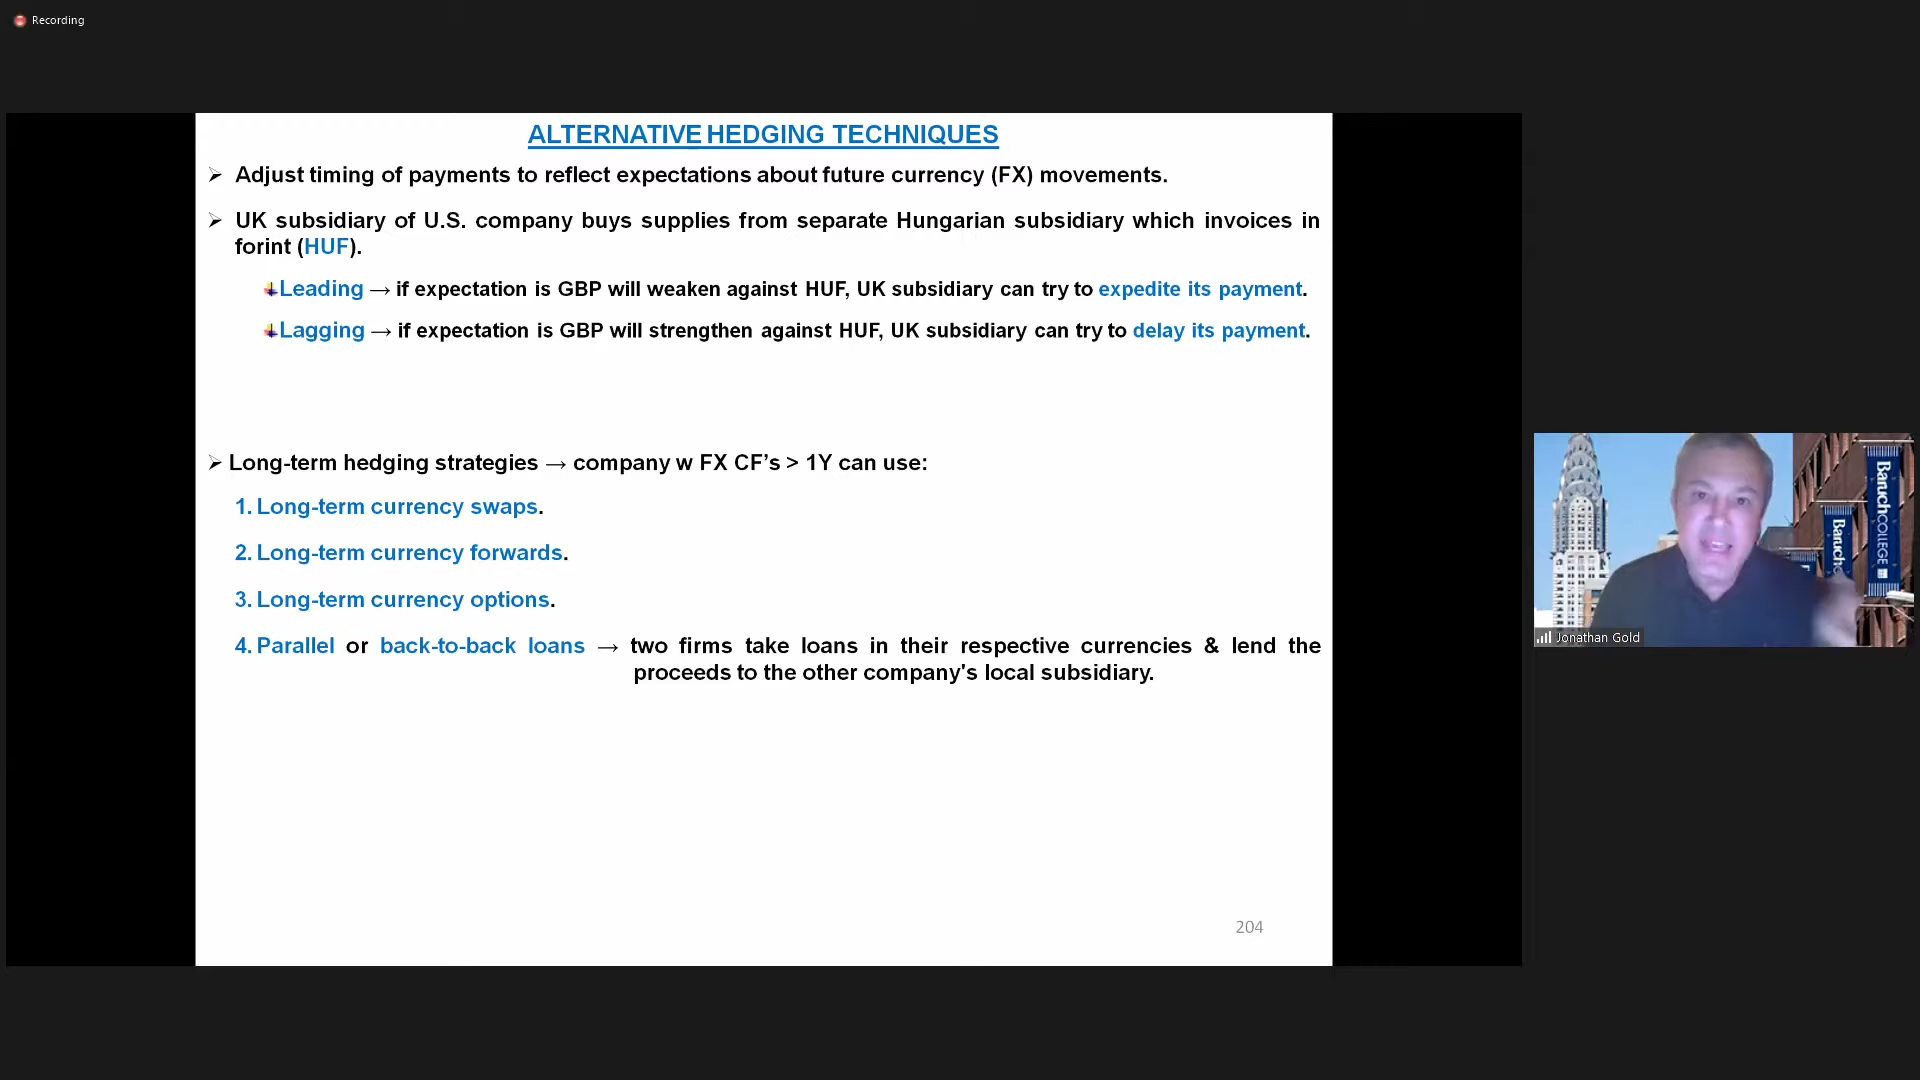 Recording
ALTERNATIVE HEDGING TECHNIQUES
Adjust timing of payments to reflect expectations about future currency (FX) movements.
UK subsidiary of U.S. company buys supplies from separate Hungarian subsidiary which invoices in
forint (HUF).
Leading → if expectation is GBP will weaken against HUF, UK subsidiary can try to expedite its payment.
Lagging → if expectation is GBP will strengthen against HUF, UK subsidiary can try to delay its payment.
Long-term hedging strategies → company w FX CF’s > 1Y can use:
1. Long-term currency swaps.
2. Long-term currency forwards.
3. Long-term currency options.
4. Parallel or back-to-back loans → two firms take loans in their respective currencies & lend the
proceeds to the other company's local subsidiary.
204
Baruch COLLEGE
Baruch
Jonathan Gold